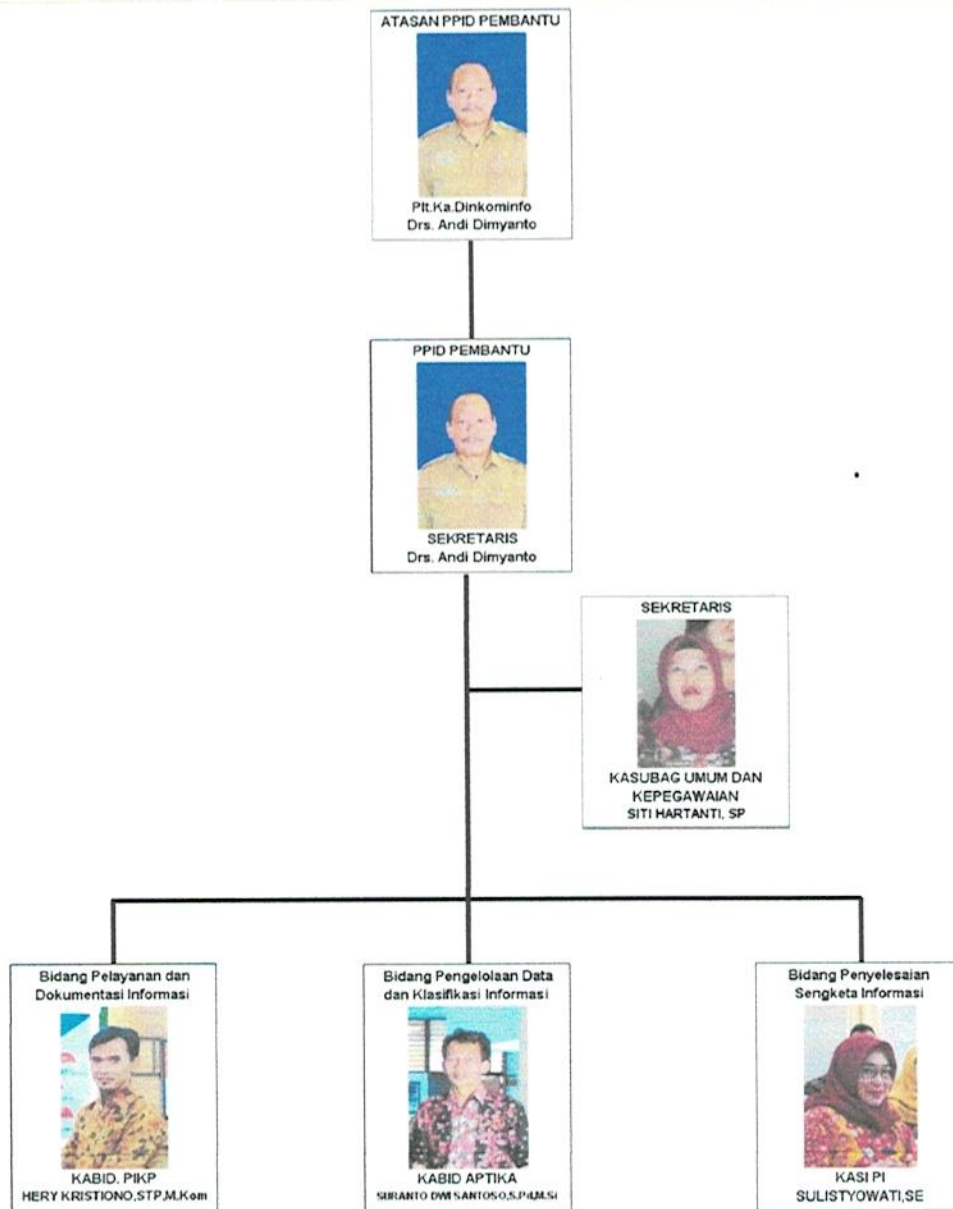 ATASAN PPID PEMBANTU
Plt.Ka.Dinkominfo
Drs. Andi Dimyanto
PPID PEMBANTU
SEKRETARIS
Drs. Andi Dimyanto
SEKRETARIS
KASUBAG UMUM DAN
KEPEGAWAIAN
SITI HARTANTI, SP
Bidang Pelayanan dan
Dokumentasi Informasi
KABID. PIKP
HERY KRISTIONO,STP,M.Kom
Bidang Pengelolaan Data
dan Klasifikasi Informasi
KABID APTIKA
SURANTO DWI SANTOSO,S.Pd,M.Si
Bidang Penyelesaian
Sengketa Informasi
KASI PI
SULISTYOWATI,SE